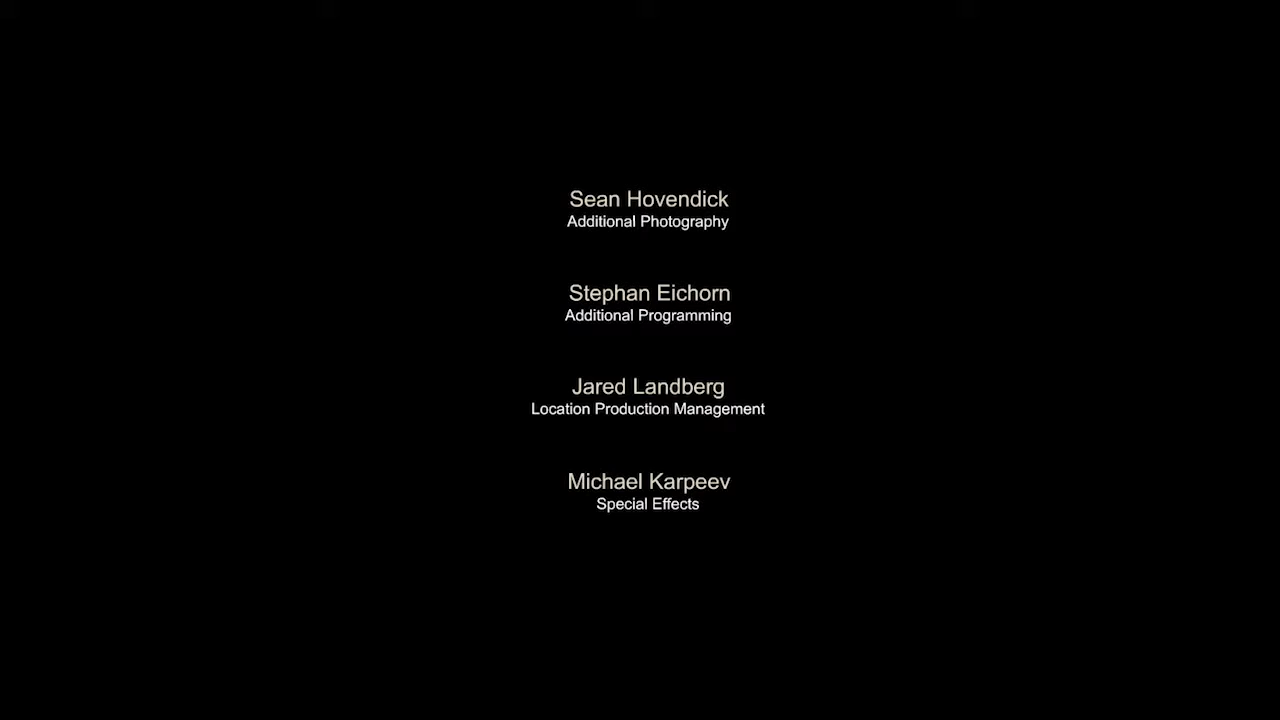 Sean Hovendick
Additional Photography
Stephan Eichorn
Additional Programming
Jared Landberg
Location Production Management
Michael Karpeev
Special Effects